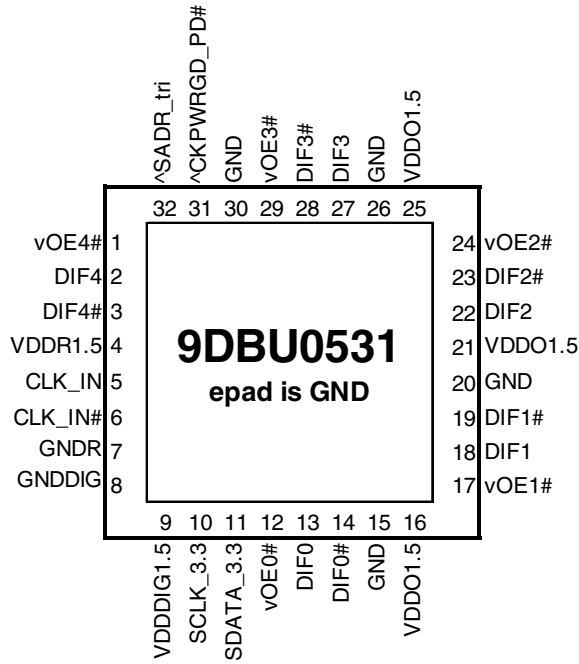 ^SADR_tri
^CKPWRGD_PD#
GND
vOE3#
DIF3#
DIF3
GND
VDDO1.5
32 31 30 29 28 27 26 25
vOE4# 1
DIF4 2
DIF4# 3
VDDR1.5 4
CLK_IN 5
CLK_IN# 6
GNDR 7
GNDDIG 8
9DBU0531
epad is GND
24 vOE2#
23 DIF2#
22 DIF2
21 VDDO1.5
20 GND
19 DIF1#
18 DIF1
17 vOE1#
9 10 11 12 13 14 15 16
VDDDIG1.5
SCLK_3.3
SDATA_3.3
vOE0#
DIF0
DIF0#
GND
VDDO1.5